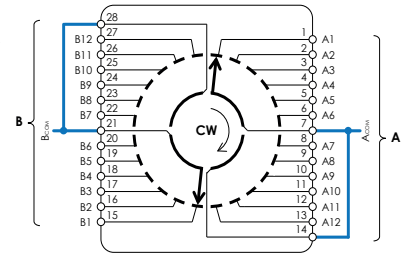 28
B12 27 1 A1
B11 26 2 A2
B10 25 3 A3
B9 24 4 A4
B8 23 5 A5
B7 22 6 A6
B BCOM 21 CW 7 ACOM A
B6 20 8 A7
B5 19 9 A8
B4 18 10 A9
B3 17 11 A10
B2 16 12 A11
B1 15 13 A12
14